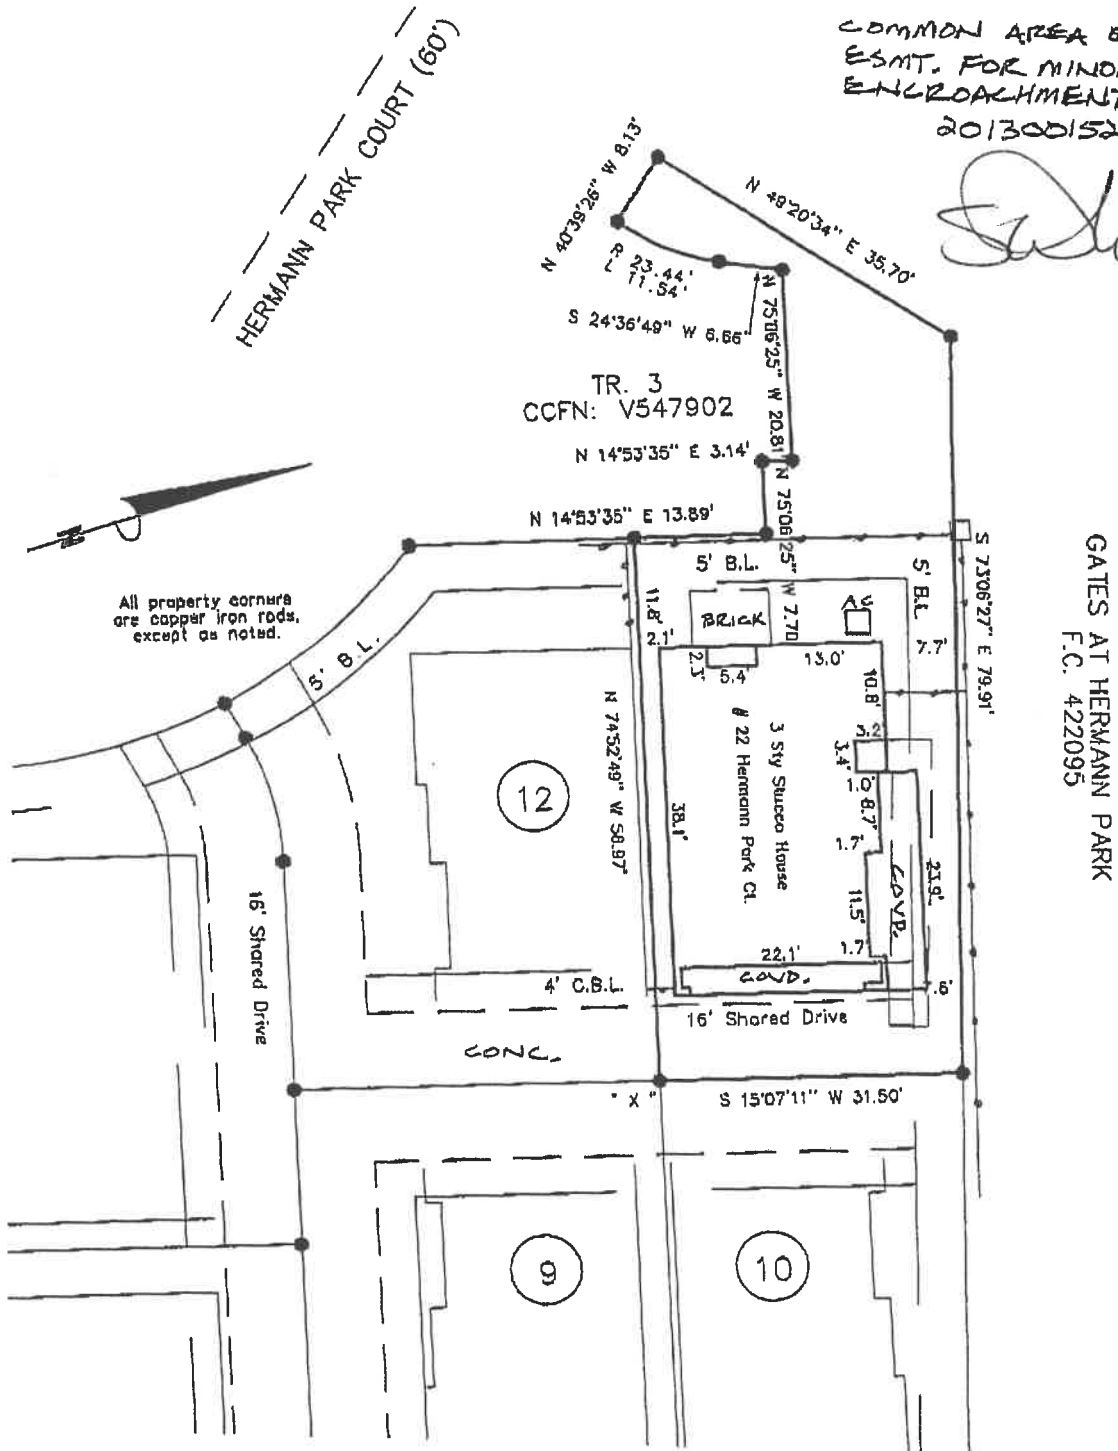 COMMON AREA
ESMT. FOR MINO
ENCROACHMENT
201300152
HERMANN PARK COURT (60')
N 40°39'26" W 8.13'
N 49°20'34" E 35.70'
R 23.44'
L 11.54'
S 24°36'49" W 6.66'
N 75°06'25" W 20.81'
TR. 3
CCFN: V547902
N 14°53'35" E 3.14'
N 14°53'35" E 13.89'
N 75°06'25" W 7.70
S 73°06'27" E 79.91'
GATES AT HERMANN PARK
F.C. 422095
All property corners
are copper iron rods,
except as noted.
5' B.L.
5' B.L.
5' B.L.
11.8'
2.1'
BRICK
AC
7.7'
13.0'
2.3'
5.4'
10.8'
3.2'
3.4'
1.0'
8.7'
1.7'
N 74°52'49" W 58.97'
3 Sty Stucco House
# 22 Hermann Park Ct.
38.1'
12
23.9'
COVD.
11.5'
1.7'
22.1'
COVD.
.6'
4' C.B.L.
16' Shared Drive
16' Shared Drive
CONC.
" X "
S 15°07'11" W 31.50'
9
10